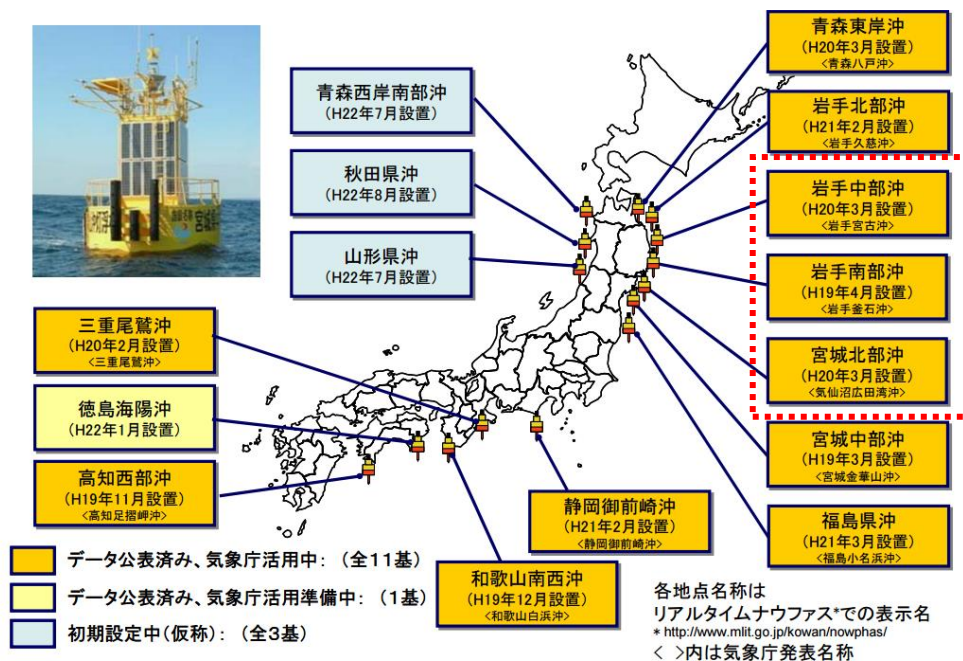 青森東岸沖
(H20年3月設置)
<青森八戸沖>
青森西岸南部沖
(H22年7月設置)
岩手北部沖
(H21年2月設置)
<岩手久慈沖>
秋田県沖
(H22年8月設置)
岩手中部沖
(H20年3月設置)
<岩手宮古沖>
山形県沖
(H22年7月設置)
岩手南部沖
(H19年4月設置)
<岩手釜石沖>
三重尾鷲沖
(H20年2月設置)
<三重尾鷲沖>
宮城北部沖
(H20年3月設置)
<気仙沼広田湾沖>
徳島海陽沖
(H22年1月設置)
宮城中部沖
(H19年3月設置)
<宮城金華山沖>
高知西部沖
(H19年11月設置)
<高知足摺岬沖>
静岡御前崎沖
(H21年2月設置)
<静岡御前崎沖>
福島県沖
(H21年3月設置)
<福島小名浜沖>
和歌山南西沖
(H19年12月設置)
<和歌山白浜沖>
データ公表済み、気象庁活用中: (全11基)
データ公表済み、気象庁活用準備中: (1基)
初期設定中(仮称): (全3基)
各地点名称は
リアルタイムナウファス*での表示名
* http://www.mlit.go.jp/kowan/nowphas/
< >内は気象庁発表名称